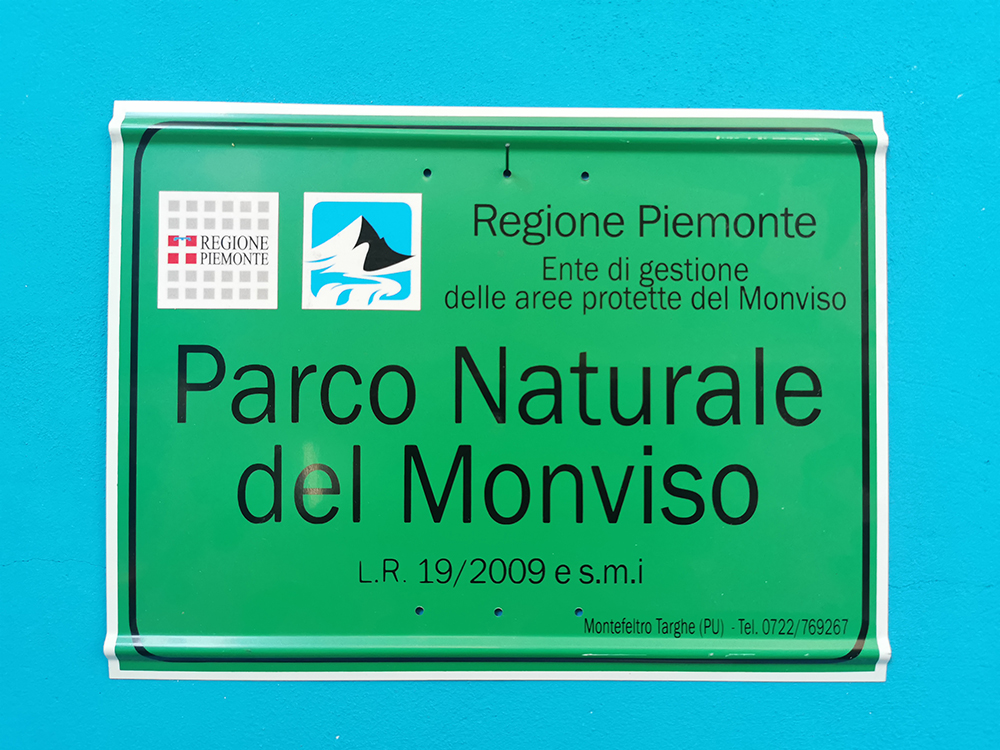 REGIONE
PIEMONTE
Regione Piemonte
Ente di gestione
delle aree protette del Monviso
Parco Naturale
del Monviso
L.R. 19/2009 e s.m.i
Montefeltro Targhe (PU) - Tel. 0722/769267